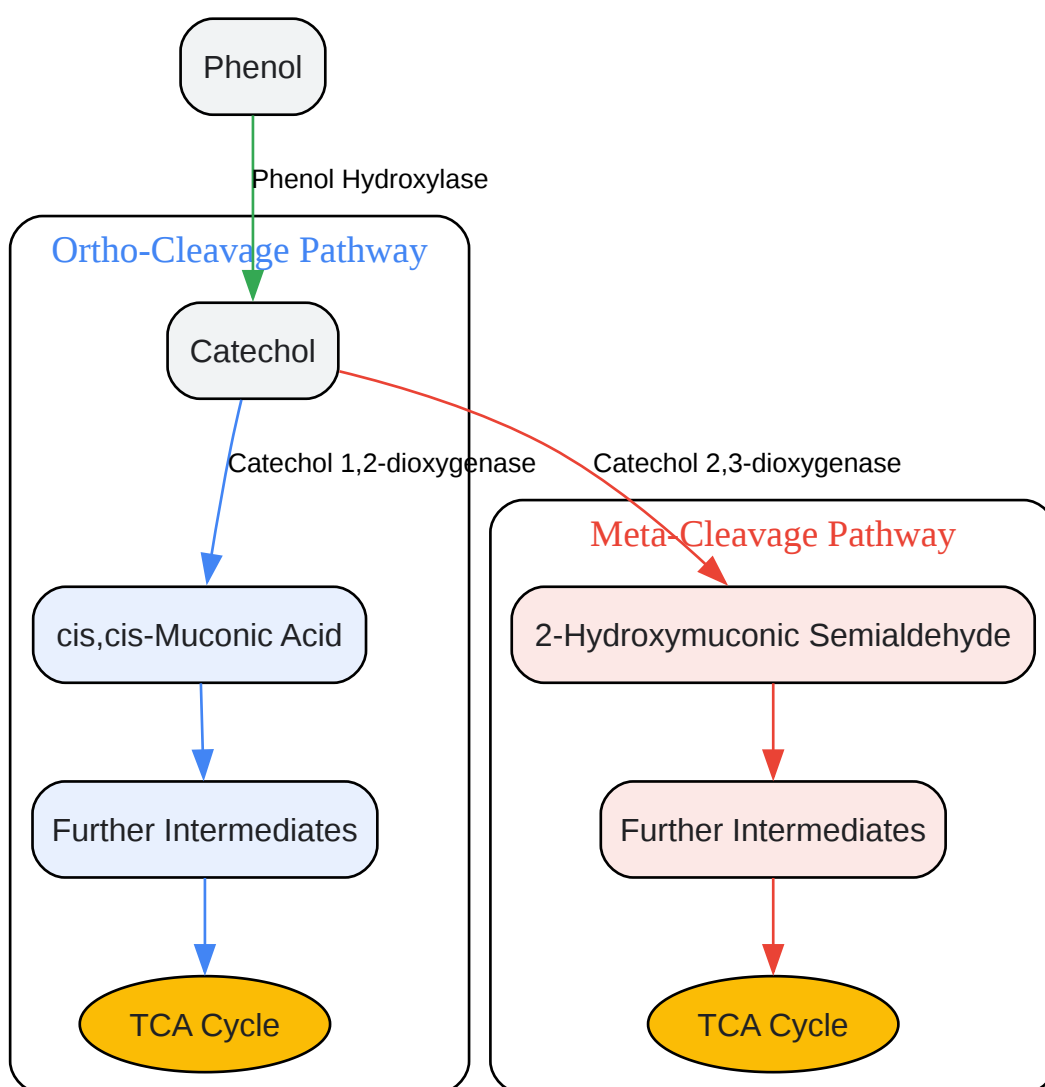 Phenol
Phenol Hydroxylase
Ortho-Cleavage Pathway
Catechol
Catechol 1,2-dioxygenase
Catechol 2,3-dioxygenase
Meta-Cleavage Pathway
cis,cis-Muconic Acid
2-Hydroxymuconic Semialdehyde
Further Intermediates
Further Intermediates
TCA Cycle
TCA Cycle